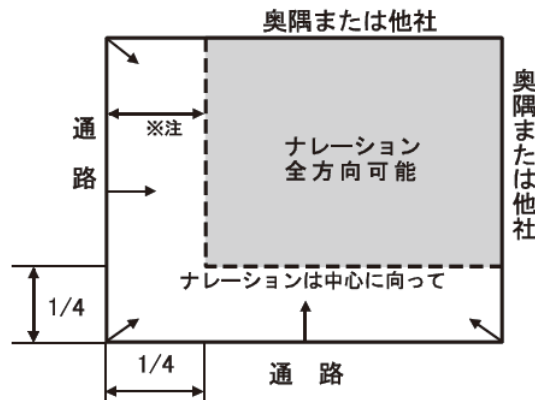 奥隅または他社
奥隅または他社
通路
※注
ナレーション
全方向可能
ナレーションは中心に向って
1/4
1/4
通 路